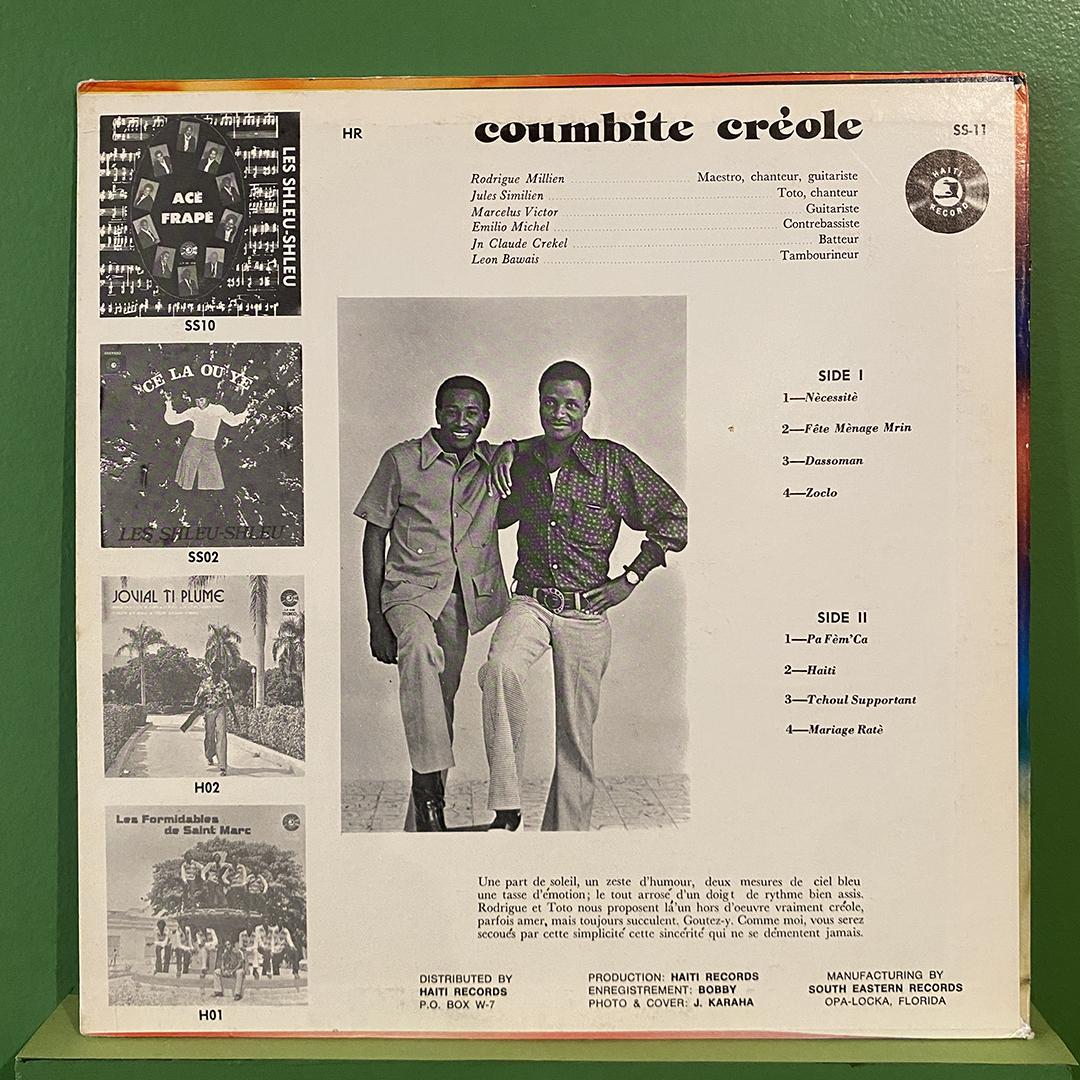 HR
coumbite créole
SS-11
HAITI RECORD
Rodrigue Millien ........ Maestro, chanteur, guitariste
Jules Similien ........ Toto, chanteur
Marcelus Victor ........ Guitariste
Emilio Michel ........ Contrebassiste
Jn Claude Crekel ........ Batteur
Leon Bawais ........ Tambourineur
ACE
FRAPÉ
LES SHLEU-SHLEU
SS10
CÉ LA OU YÉ
LES SHLEU-SHLEU
SS02
JOVIAL TI PLUME
H02
Les Formidables
de Saint Marc
H01
SIDE I
1—Nècessitè
2—Fête Mènage Mrin
3—Dassoman
4—Zoclo
SIDE II
1—Pa Fèm'Ca
2—Haiti
3—Tchoul Supportant
4—Mariage Ratè
Une part de soleil, un zeste d'humour, deux mesures de ciel bleu
une tasse d'émotion; le tout arrosé d'un doigt de rythme bien assis.
Rodrigue et Toto nous proposent là'un hors d'oeuvre vraiment créole,
parfois amer, mais toujours succulent. Goutez-y. Comme moi, vous serez
secoués par cette simplicité cette sincérité qui ne se démentent jamais.
DISTRIBUTED BY
HAITI RECORDS
P.O. BOX W-7
PRODUCTION: HAITI RECORDS
ENREGISTREMENT: BOBBY
PHOTO & COVER: J. KARAHA
MANUFACTURING BY
SOUTH EASTERN RECORDS
OPA-LOCKA, FLORIDA